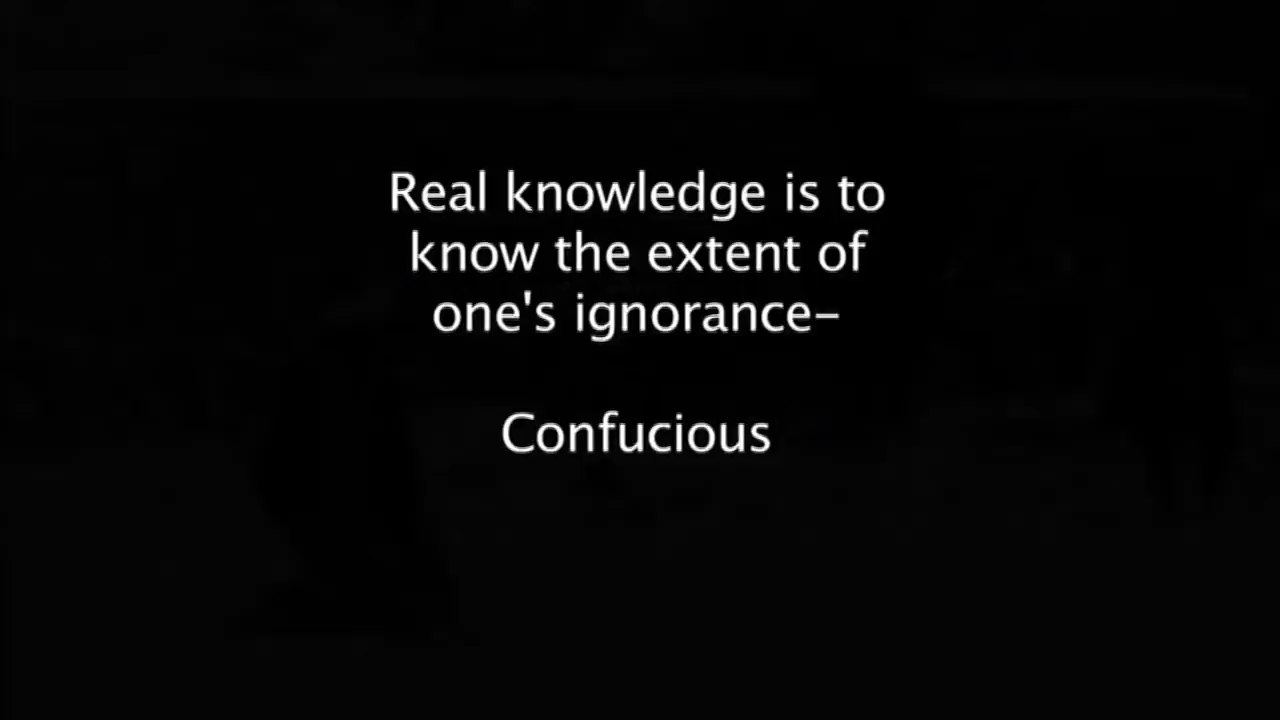 Real knowledge is to
know the extent of
one's ignorance-
Confucious